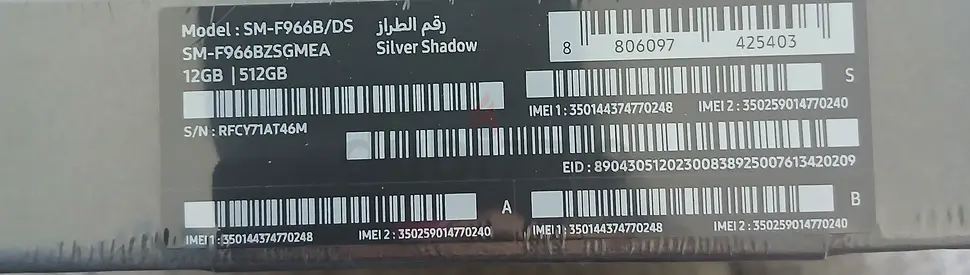 Model : SM-F966B/DS رقم الطراز
SM-F966BZSGMEA Silver Shadow
12GB | 512GB
8 806097 425403
S
IMEI 1 : 350144374770248 IMEI 2 : 350259014770240
S/N : RFCY71AT46M
EID : 89043051202300838925007613420209
A
IMEI 1 : 350144374770248 IMEI 2 : 350259014770240
B
IMEI 1 : 350144374770248 IMEI 2 : 350259014770240